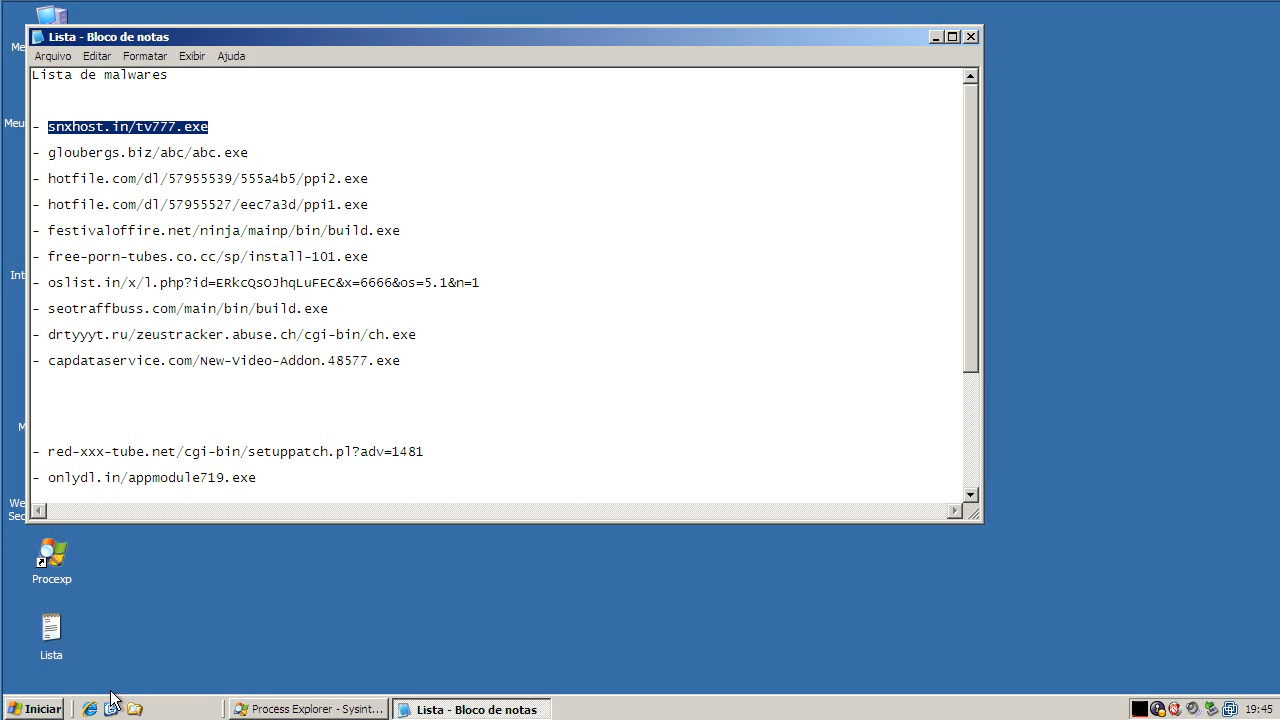 Lista - Bloco de notas
Arquivo Editar Formatar Exibir Ajuda
Lista de malwares
- snxhost.in/tv777.exe
- gloubergs.biz/abc/abc.exe
- hotfile.com/dl/57955539/555a4b5/ppi2.exe
- hotfile.com/dl/57955527/eec7a3d/ppi1.exe
- festivaloffire.net/ninja/mainp/bin/build.exe
- free-porn-tubes.co.cc/sp/install-101.exe
- oslist.in/x/l.php?id=ERkcQsOJhqLuFEC&x=6666&os=5.1&n=1
- seotraffbuss.com/main/bin/build.exe
- drtyyyt.ru/zeustracker.abuse.ch/cgi-bin/ch.exe
- capdataservice.com/New-Video-Addon.48577.exe
- red-xxx-tube.net/cgi-bin/setuppatch.pl?adv=1481
- onlydl.in/appmodule719.exe
Me
Meus
Int
M
We
Sec
Procexp
Lista
Iniciar
Process Explorer - Sysint...
Lista - Bloco de notas
19:45